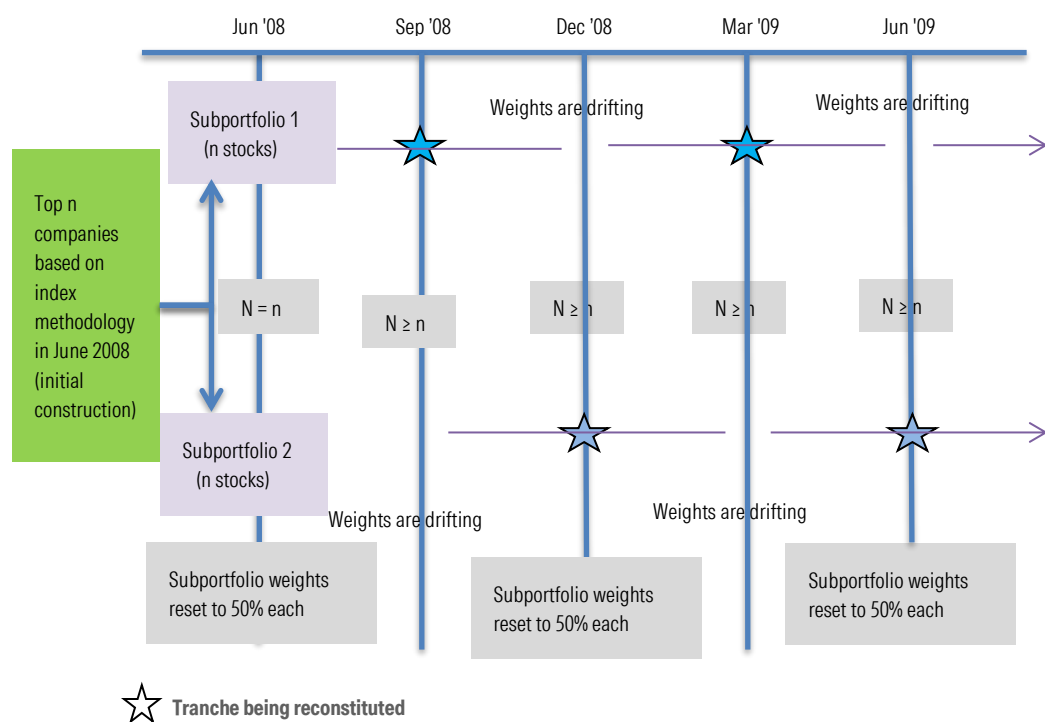 Jun '08
Sep '08
Dec '08
Mar '09
Jun '09
Weights are drifting
Weights are drifting
Subportfolio 1
(n stocks)
Top n
companies
based on
index
methodology
in June 2008
(initial
construction)
N = n
N ≥ n
N ≥ n
N ≥ n
N ≥ n
Subportfolio 2
(n stocks)
Weights are drifting
Weights are drifting
Subportfolio weights
reset to 50% each
Subportfolio weights
reset to 50% each
Subportfolio weights
reset to 50% each
Tranche being reconstituted